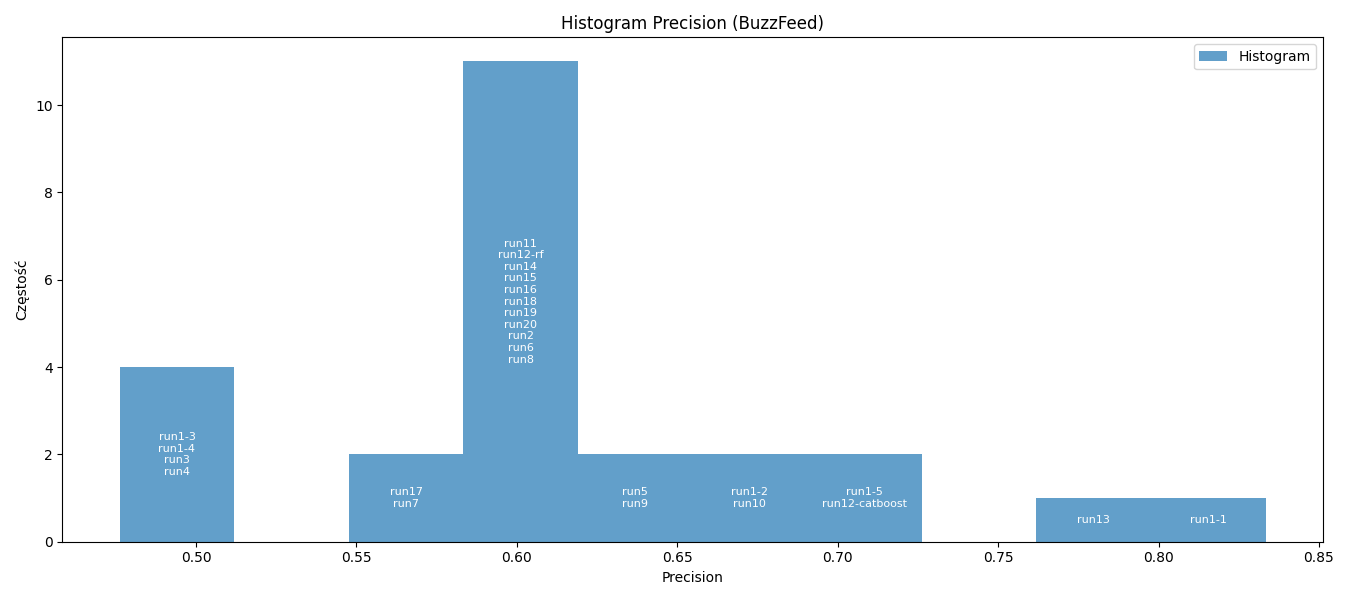 Histogram Precision (BuzzFeed)
Histogram
Częstość
10
8
6
4
2
0
run1-3
run1-4
run3
run4
run17
run7
run11
run12-rf
run14
run15
run16
run18
run19
run20
run2
run6
run8
run5
run9
run1-2
run10
run1-5
run12-catboost
run13
run1-1
0.50
0.55
0.60
0.65
0.70
0.75
0.80
0.85
Precision